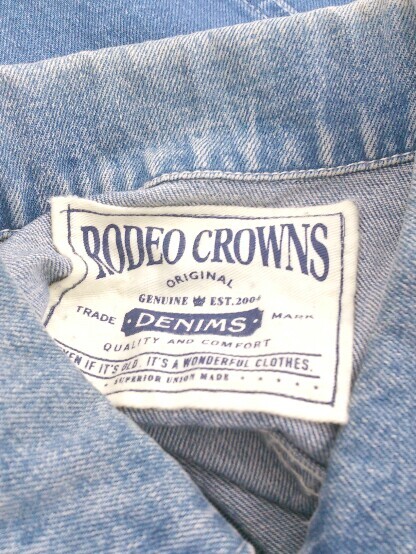 RODEO CROWNS
ORIGINAL
GENUINE EST.2004
TRADE DENIMS MARK
QUALITY AND COMFORT
EVEN IF IT'S OLD, IT'S A WONDERFUL CLOTHES.
SUPERIOR UNION MADE